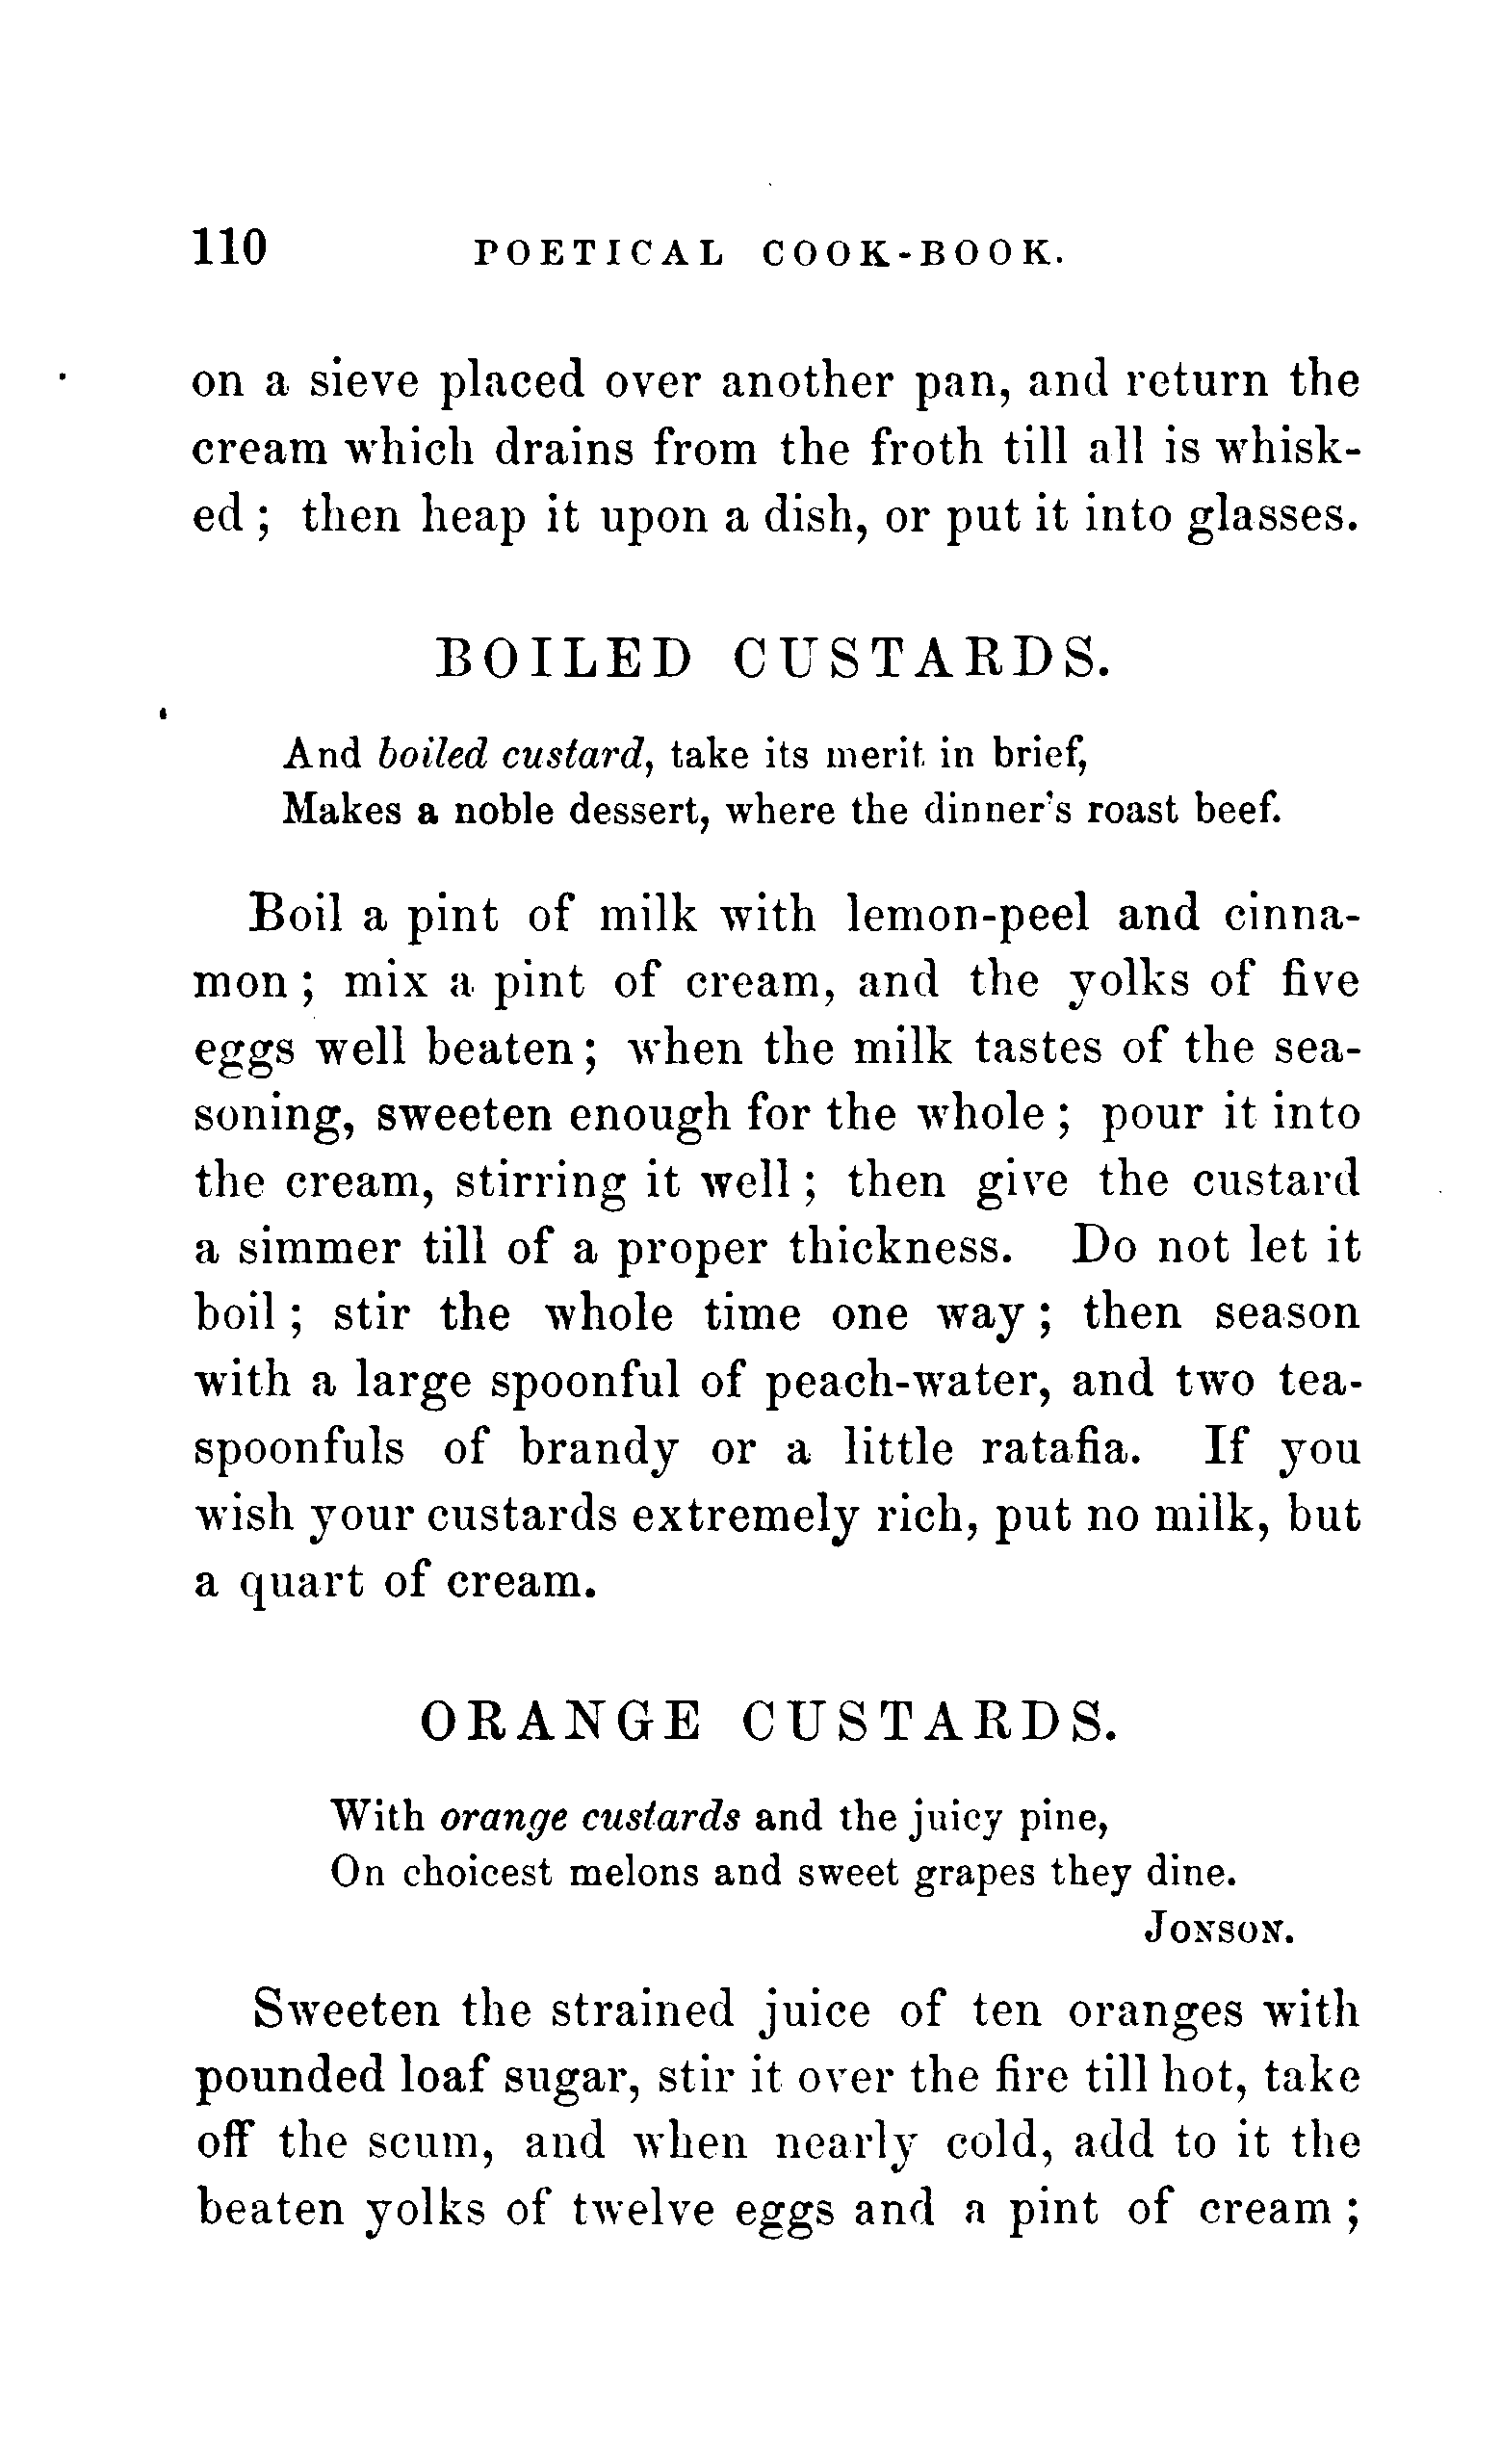 110 POETICAL COOK-BOOK.
on a sieve placed over another pan, and return the
cream which drains from the froth till all is whisk-
ed ; then heap it upon a dish, or put it into glasses.
BOILED CUSTARDS.
And boiled custard, take its merit in brief,
Makes a noble dessert, where the dinner's roast beef.
Boil a pint of milk with lemon-peel and cinna-
mon ; mix a pint of cream, and the yolks of five
eggs well beaten ; when the milk tastes of the sea-
soning, sweeten enough for the whole ; pour it into
the cream, stirring it well ; then give the custard
a simmer till of a proper thickness. Do not let it
boil ; stir the whole time one way ; then season
with a large spoonful of peach-water, and two tea-
spoonfuls of brandy or a little ratafia. If you
wish your custards extremely rich, put no milk, but
a quart of cream.
ORANGE CUSTARDS.
With orange custards and the juicy pine,
On choicest melons and sweet grapes they dine.
JONSON.
Sweeten the strained juice of ten oranges with
pounded loaf sugar, stir it over the fire till hot, take
off the scum, and when nearly cold, add to it the
beaten yolks of twelve eggs and a pint of cream ;